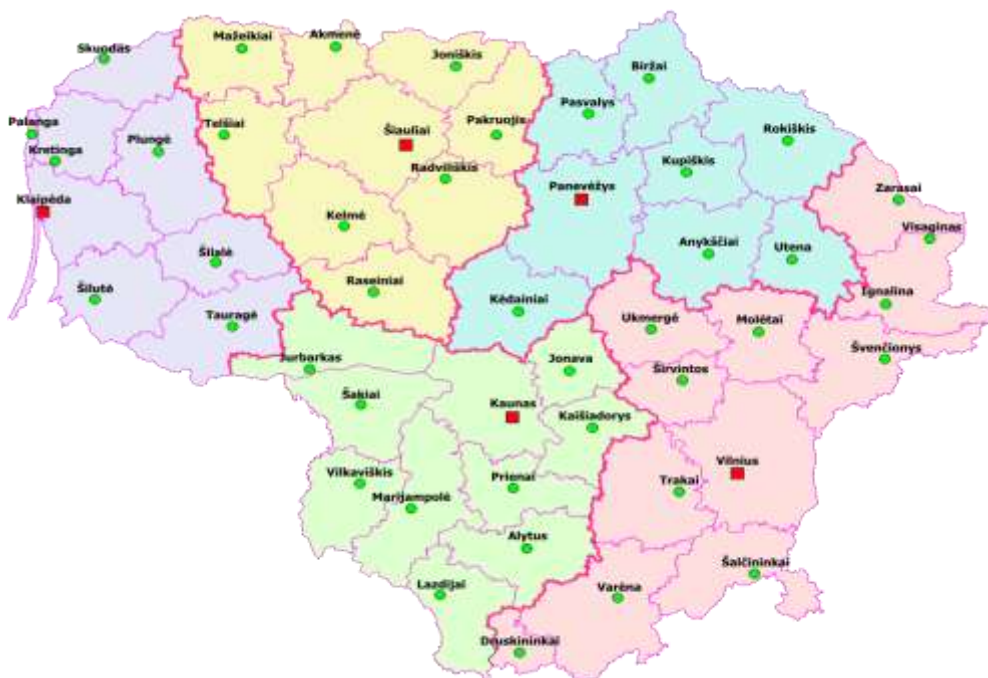 Mažeikiai
Akmenė
Skuodas
Joniškis
Biržai
Pasvalys
Palanga
Telšiai
Šiauliai
Pakruojis
Rokiškis
Plungė
Kretinga
Radviliškis
Kupiškis
Panevėžys
Zarasai
Klaipėda
Kelmė
Visaginas
Anykščiai
Utena
Šilalė
Raseiniai
Šilutė
Kėdainiai
Ignalina
Tauragė
Ukmergė
Molėtai
Švenčionys
Jurbarkas
Jonava
Širvintos
Šakiai
Kaunas
Kaišiadorys
Vilnius
Vilkaviškis
Prienai
Trakai
Marijampolė
Alytus
Šalčininkai
Lazdijai
Varėna
Druskininkai